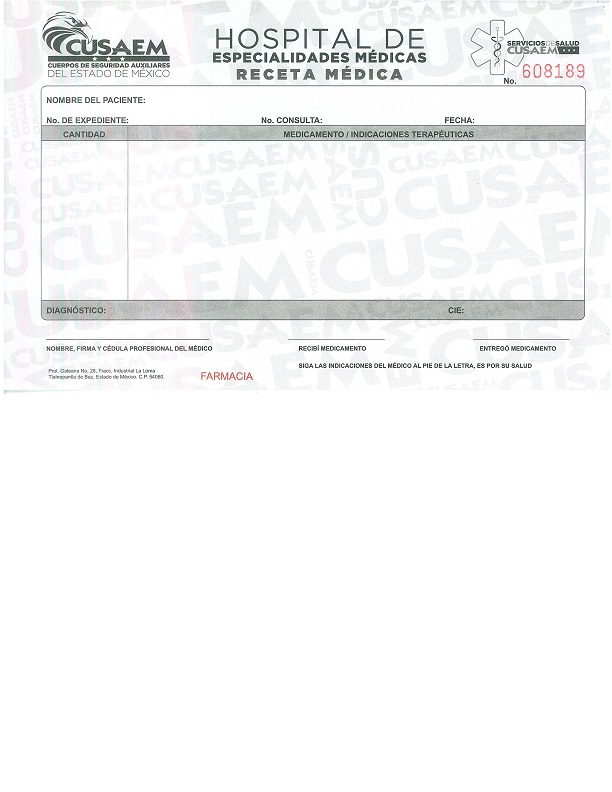 CUSAEM
CUERPOS DE SEGURIDAD AUXILIARES
DEL ESTADO DE MÉXICO
HOSPITAL DE
ESPECIALIDADES MÉDICAS
RECETA MÉDICA
SERVICIOS DE SALUD
CUSAEM
No. 608189
NOMBRE DEL PACIENTE:
No. DE EXPEDIENTE: No. CONSULTA: FECHA:
CANTIDAD MEDICAMENTO / INDICACIONES TERAPÉUTICAS
DIAGNÓSTICO: CIE:
NOMBRE, FIRMA Y CÉDULA PROFESIONAL DEL MÉDICO RECIBÍ MEDICAMENTO ENTREGÓ MEDICAMENTO
SIGA LAS INDICACIONES DEL MÉDICO AL PIE DE LA LETRA, ES POR SU SALUD
Prol. Galeana No. 28, Fracc. Industrial La Loma
Tlalnepantla de Baz, Estado de México. C.P. 54060.
FARMACIA